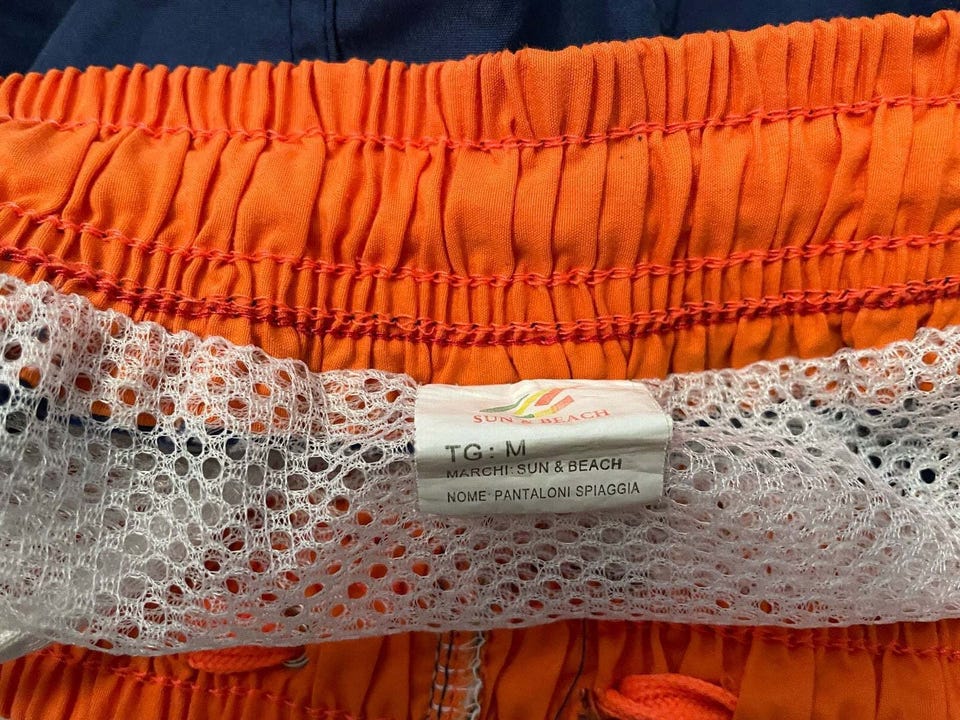 SUN & BEACH
TG: M
MARCHI: SUN & BEACH
NOME: PANTALONI SPIAGGIA